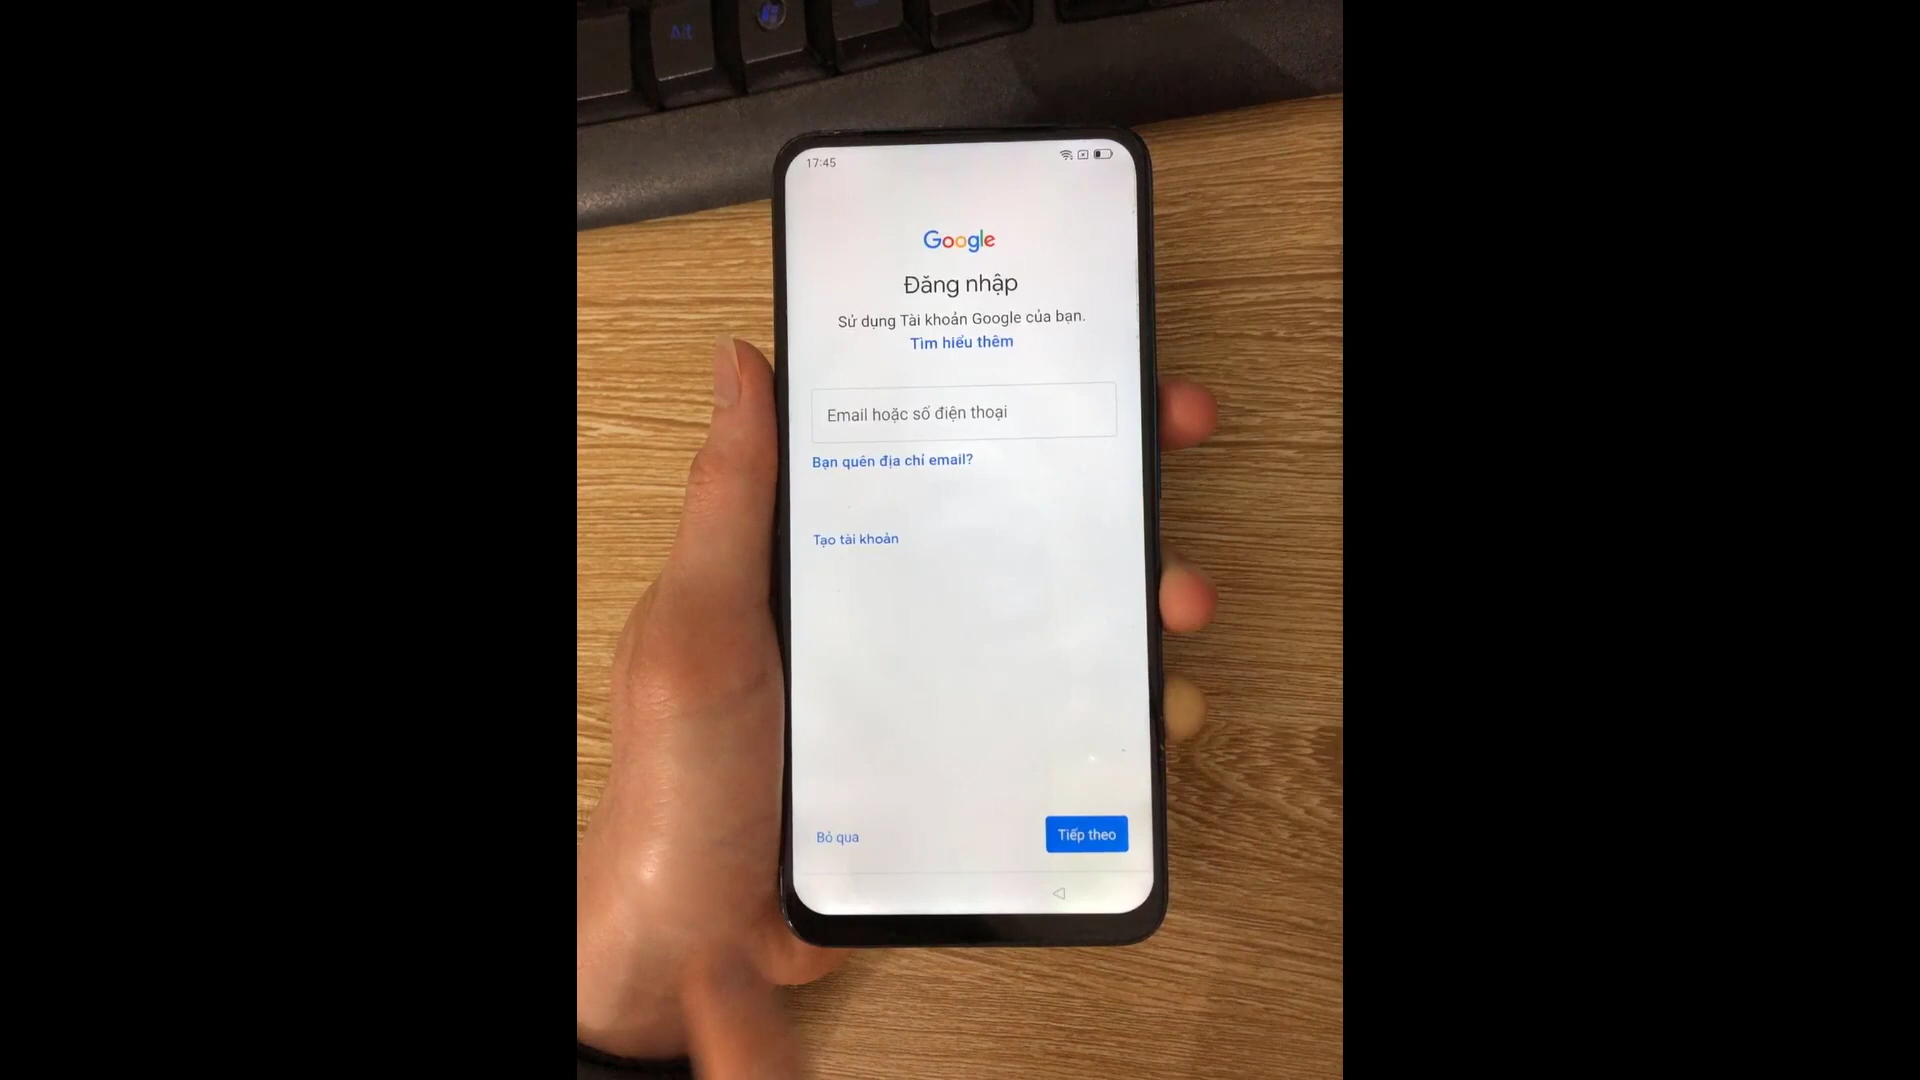 Alt
17:45
Google
Đăng nhập
Sử dụng Tài khoản Google của bạn.
Tìm hiểu thêm
Email hoặc số điện thoại
Bạn quên địa chỉ email?
Tạo tài khoản
Bỏ qua
Tiếp theo